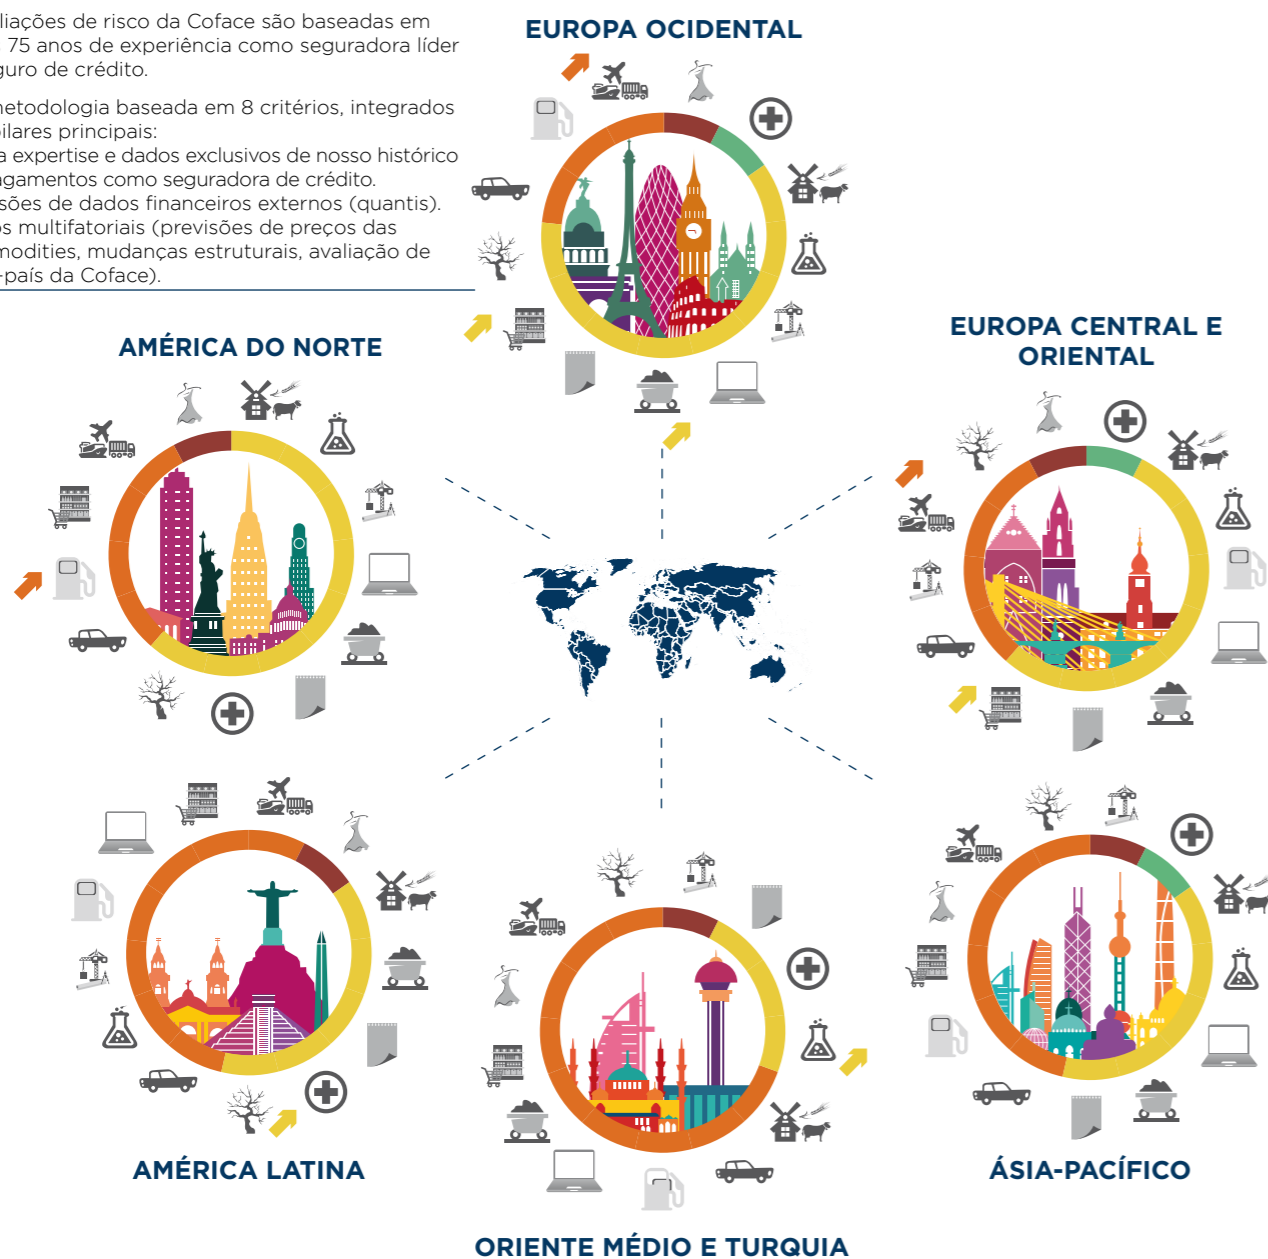 liações de risco da Coface são baseadas em
75 anos de experiência como seguradora líder
guro de crédito.
netodologia baseada em 8 critérios, integrados
pilares principais:
a expertise e dados exclusivos de nosso histórico
agamentos como seguradora de crédito.
sões de dados financeiros externos (quantis).
os multifatoriais (previsões de preços das
modities, mudanças estruturais, avaliação de
-país da Coface).
EUROPA OCIDENTAL
AMÉRICA DO NORTE
EUROPA CENTRAL E
ORIENTAL
AMÉRICA LATINA
ÁSIA-PACÍFICO
ORIENTE MÉDIO E TURQUIA